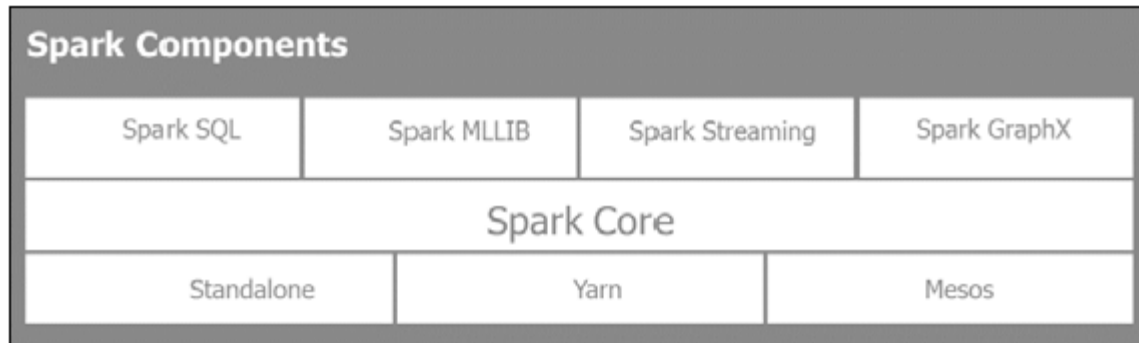 Spark Components
Spark SQL
Spark MLLIB
Spark Streaming
Spark GraphX
Spark Core
Standalone
Yarn
Mesos